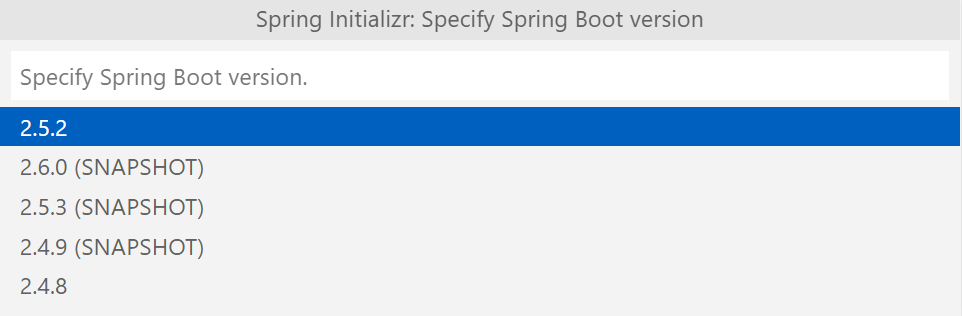 Spring Initializr: Specify Spring Boot version
Specify Spring Boot version.
2.5.2
2.6.0 (SNAPSHOT)
2.5.3 (SNAPSHOT)
2.4.9 (SNAPSHOT)
2.4.8